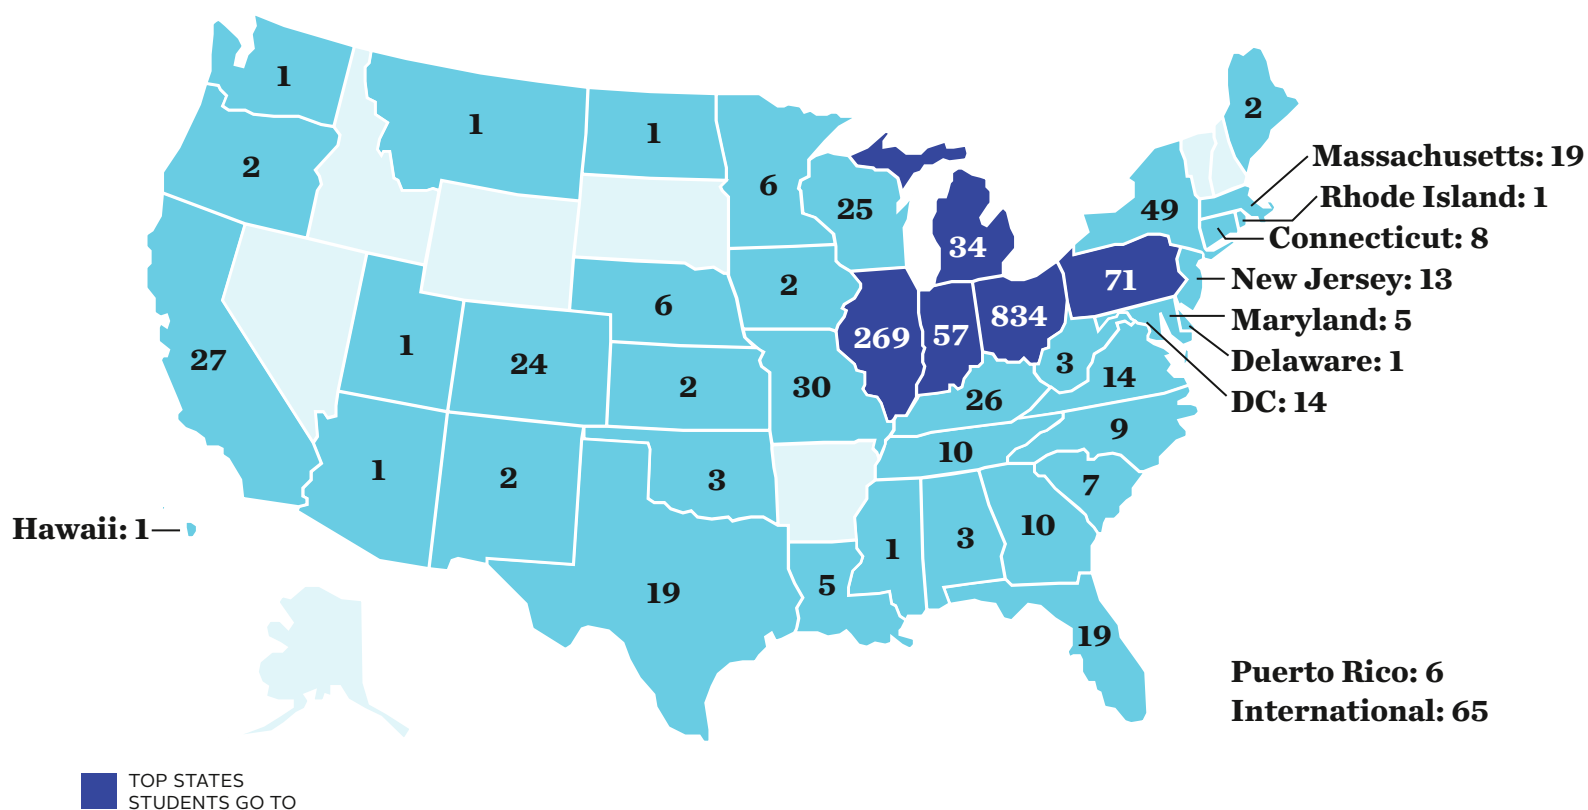 1
1
1
2
2
6
25
34
49
Massachusetts: 19
Rhode Island: 1
Connecticut: 8
New Jersey: 13
Maryland: 5
Delaware: 1
DC: 14
27
1
24
6
2
2
30
269
57
834
71
3
14
26
9
10
7
1
2
3
19
5
1
3
10
19
Hawaii: 1
Puerto Rico: 6
International: 65
TOP STATES
STUDENTS GO TO